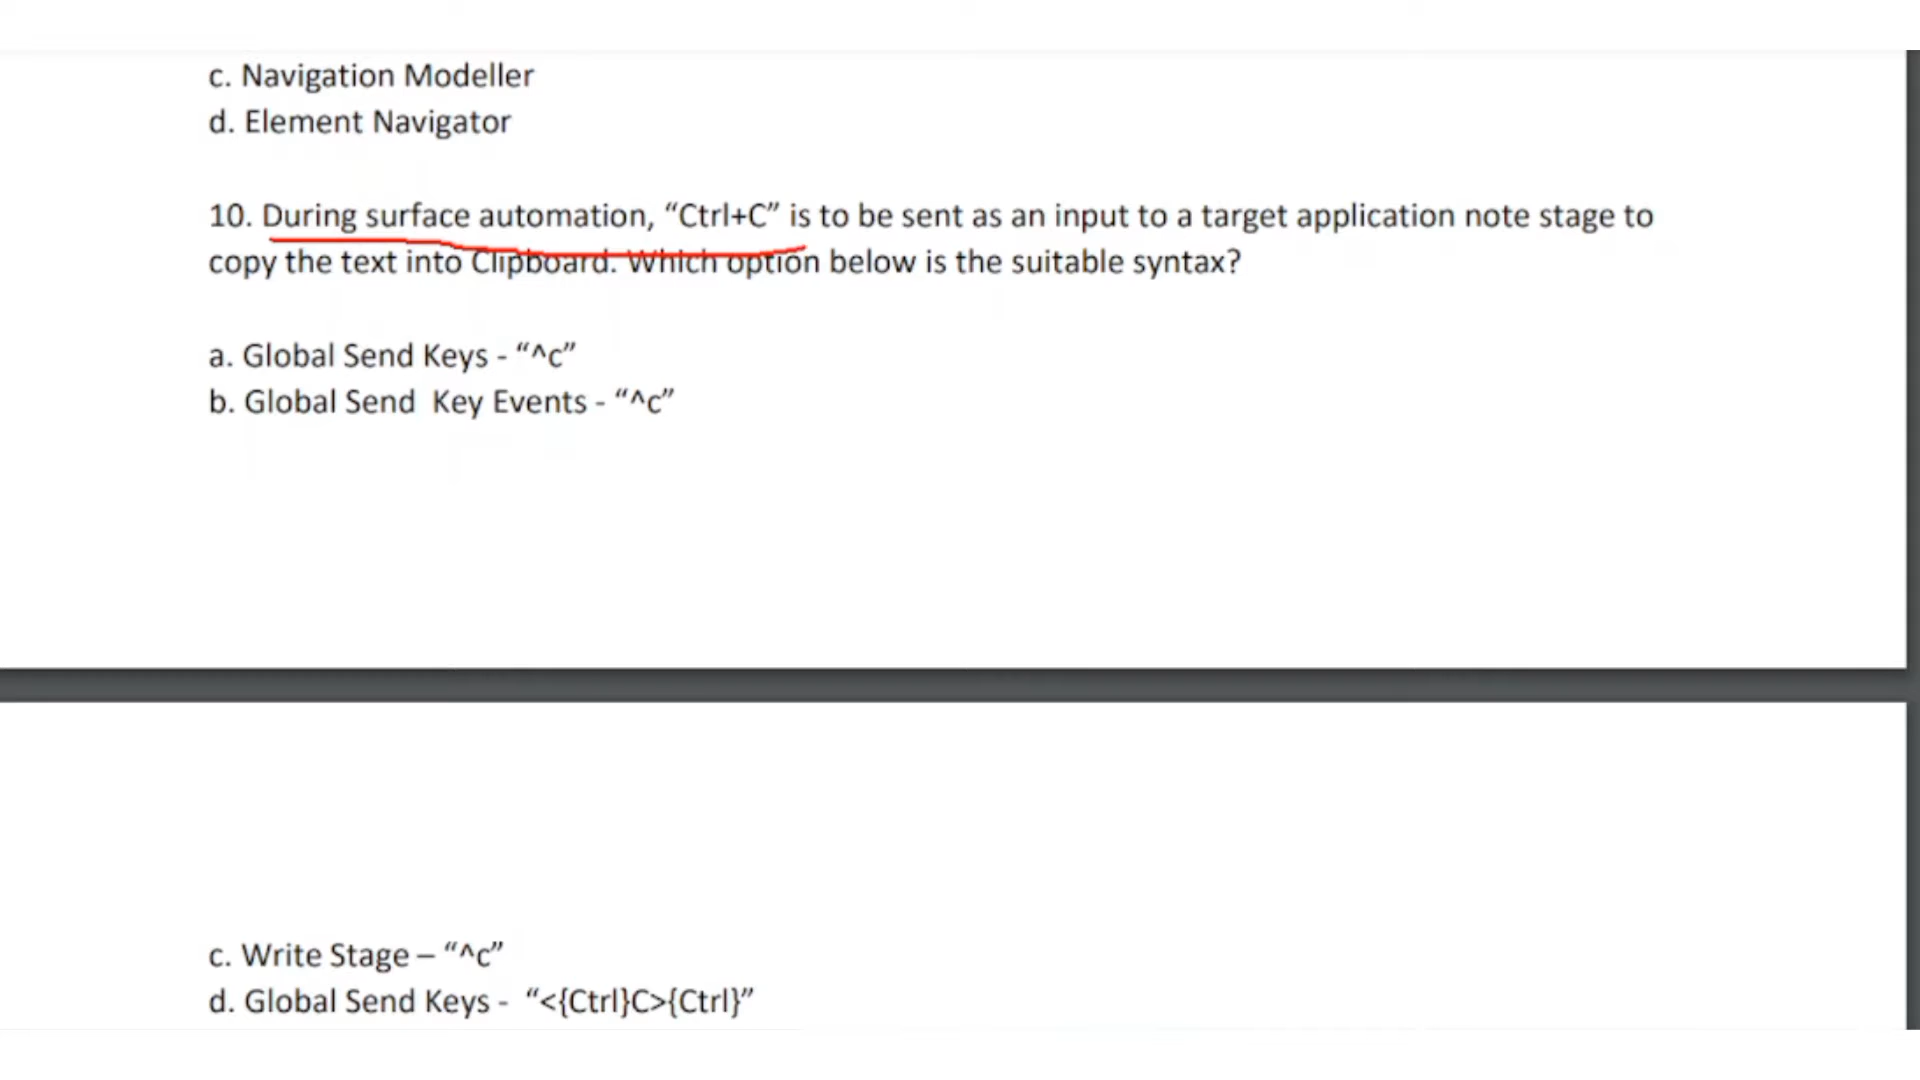 c. Navigation Modeller
d. Element Navigator
10. During surface automation, “Ctrl+C” is to be sent as an input to a target application note stage to
copy the text into Clipboard. Which option below is the suitable syntax?
a. Global Send Keys - “^c”
b. Global Send  Key Events - “^c”
c. Write Stage – “^c”
d. Global Send Keys -  “<{Ctrl}C>{Ctrl}”